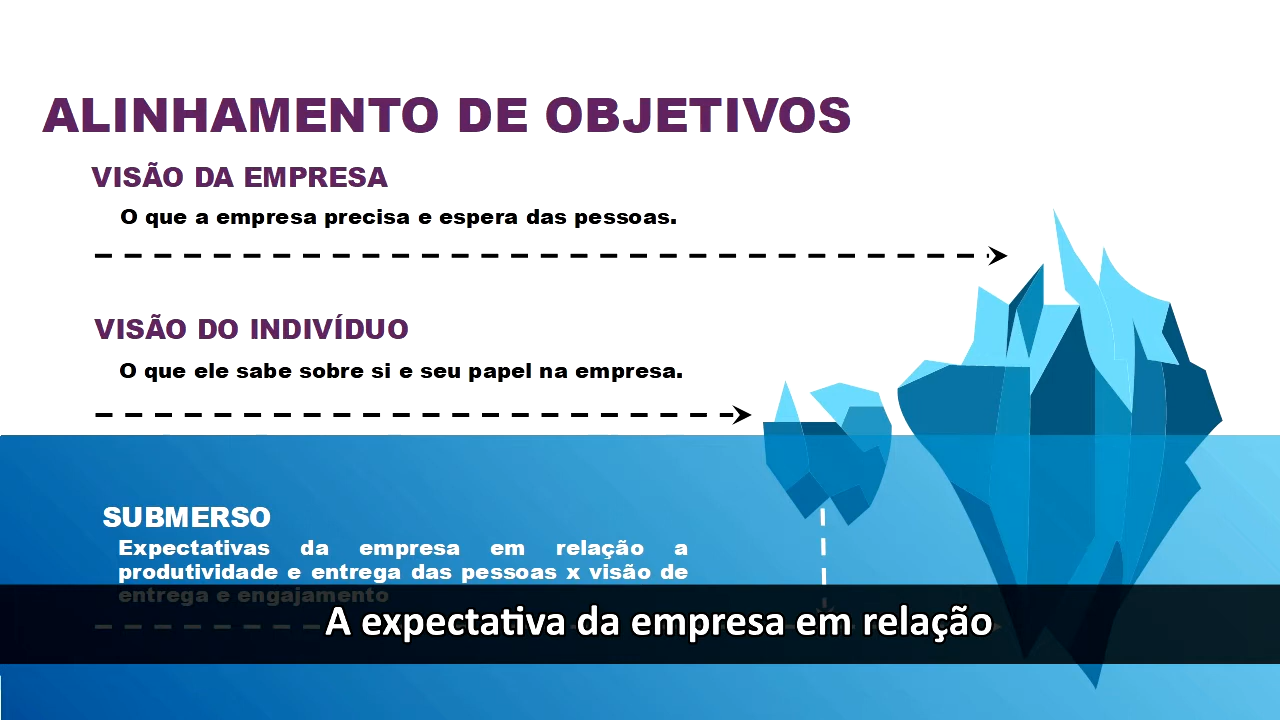 ALINHAMENTO DE OBJETIVOS
VISÃO DA EMPRESA
O que a empresa precisa e espera das pessoas.
VISÃO DO INDIVÍDUO
O que ele sabe sobre si e seu papel na empresa.
SUBMERSO
Expectativas da empresa em relação a
produtividade e entrega das pessoas x visão de
entrega e engajamento
A expectativa da empresa em relação